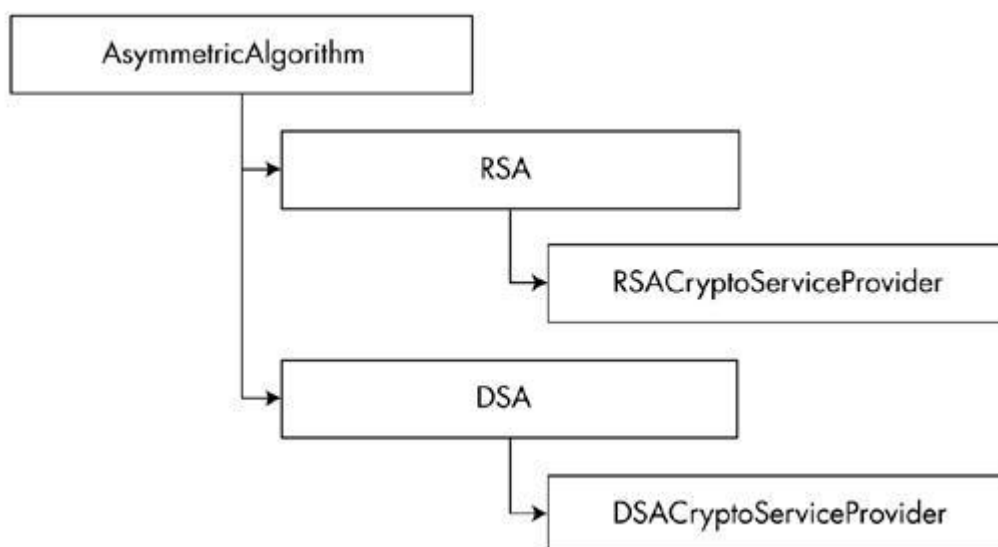 AsymmetricAlgorithm
RSA
RSACryptoServiceProvider
DSA
DSACryptoServiceProvider